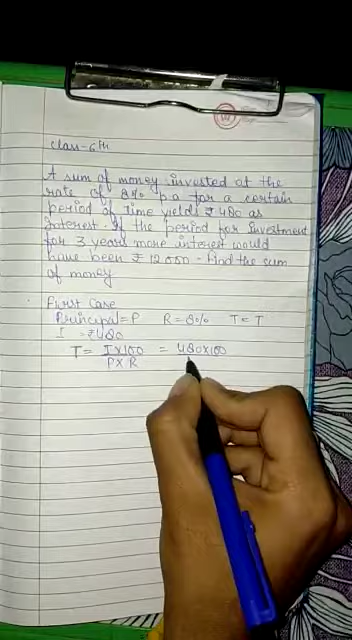 Class-6th
A sum of money invested at the
rate of 8% p.a for a certain
period of Time yields ₹480 as
interest. If the period for investment
for 3 years more interest would
have been ₹ 12000 - Find the sum
of money
First Case
Principal = P R = 8% T = T
I = ₹480
T = I×100 = 480×100
P×R